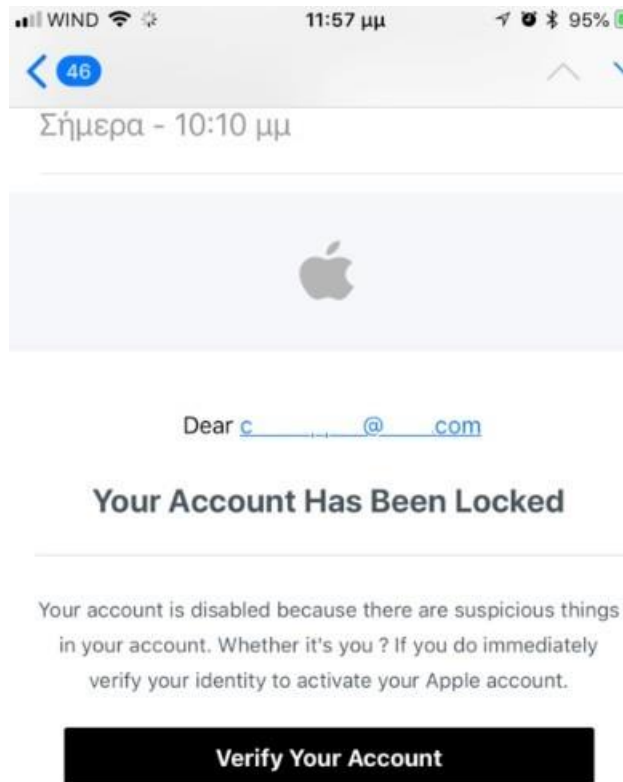 WIND 11:57 μμ 95%
46
Σήμερα - 10:10 μμ
Dear c @ .com
Your Account Has Been Locked
Your account is disabled because there are suspicious things
in your account. Whether it's you ? If you do immediately
verify your identity to activate your Apple account.
Verify Your Account